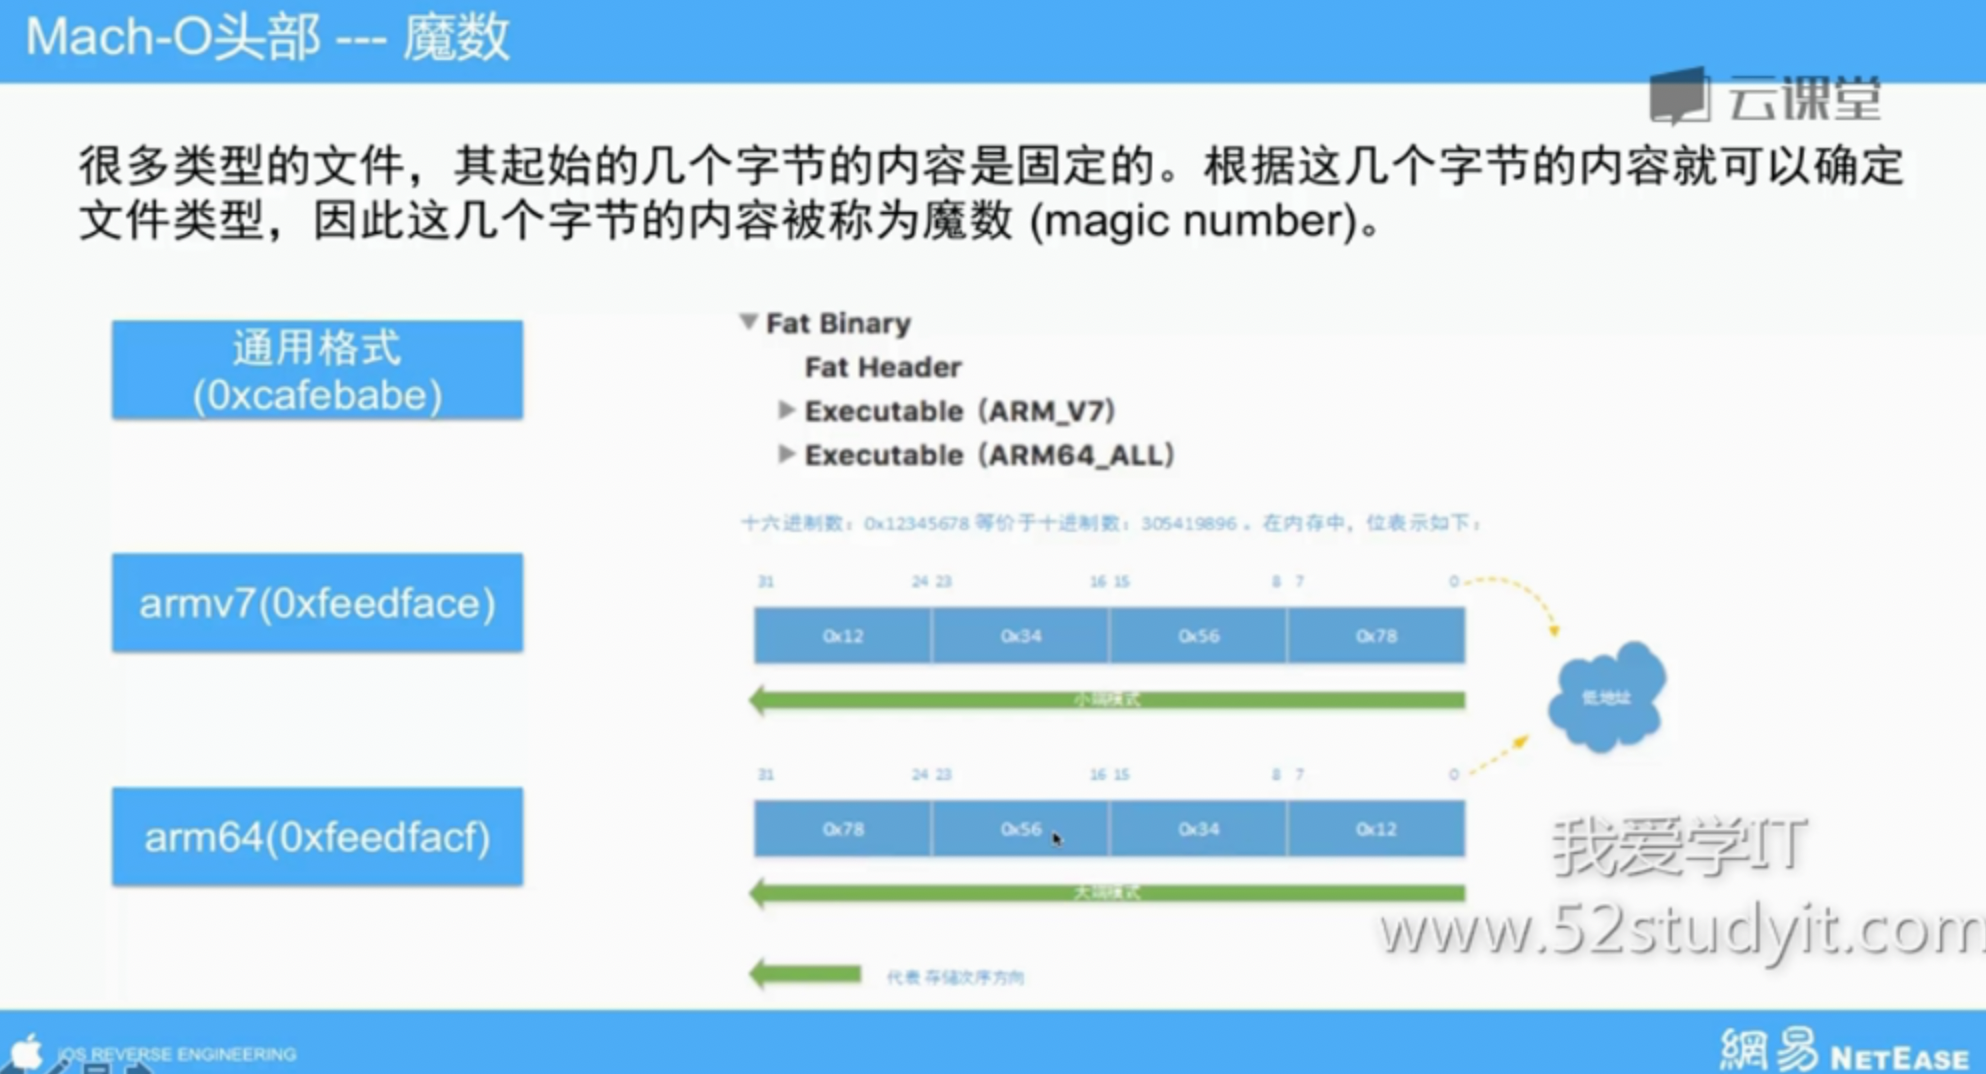 Mach-O头部 --- 魔数
云课堂
很多类型的文件，其起始的几个字节的内容是固定的。根据这几个字节的内容就可以确定
文件类型，因此这几个字节的内容被称为魔数 (magic number)。
通用格式
(0xcafebabe)
armv7(0xfeedface)
arm64(0xfeedfacf)
Fat Binary
Fat Header
Executable (ARM_V7)
Executable (ARM64_ALL)
十六进制数：0x12345678 等价于十进制数：305419896 。在内存中，位表示如下：
31 24 23 16 15 8 7 0
0x12 0x34 0x56 0x78
小端模式
低地址
31 24 23 16 15 8 7 0
0x78 0x56 0x34 0x12
大端模式
代表 存储次序方向
我爱学IT
www.52studyit.com
iOS REVERSE ENGINEERING
網易 NETEASE